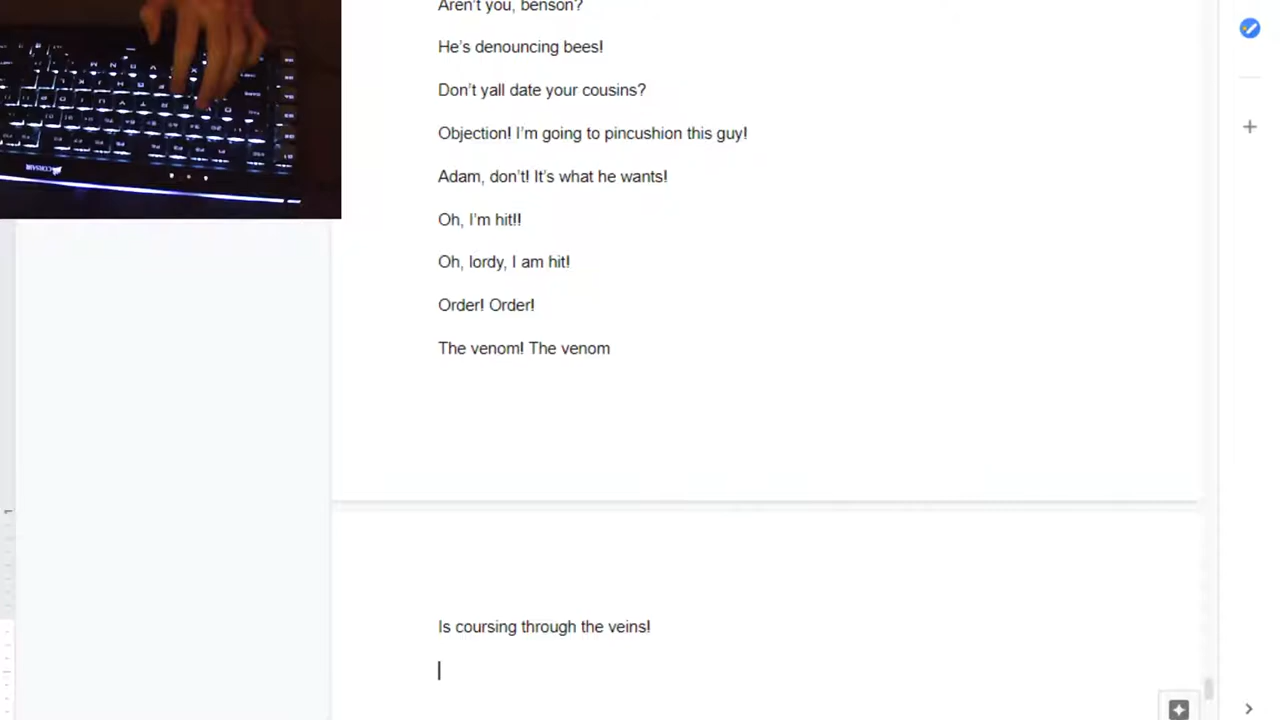 Aren't you, benson?
He's denouncing bees!
Don't yall date your cousins?
Objection! I'm going to pincushion this guy!
Adam, don't! It's what he wants!
Oh, I'm hit!!
Oh, lordy, I am hit!
Order! Order!
The venom! The venom
Is coursing through the veins!
CORSAIR